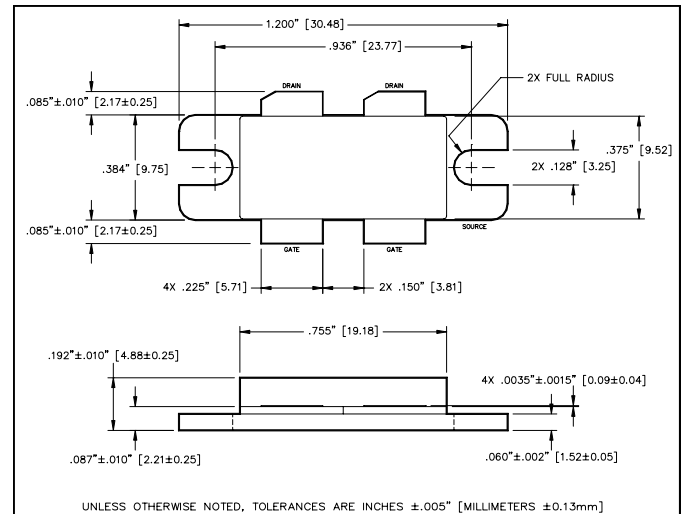 1.200" [30.48]
.936" [23.77]
DRAIN
DRAIN
2X FULL RADIUS
.085"±.010" [2.17±0.25]
.384" [9.75]
.375" [9.52]
2X .128" [3.25]
.085"±.010" [2.17±0.25]
SOURCE
GATE
GATE
4X .225" [5.71]
2X .150" [3.81]
.755" [19.18]
.192"±.010" [4.88±0.25]
4X .0035"±.0015" [0.09±0.04]
.087"±.010" [2.21±0.25]
.060"±.002" [1.52±0.05]
UNLESS OTHERWISE NOTED, TOLERANCES ARE INCHES ±.005" [MILLIMETERS ±0.13mm]